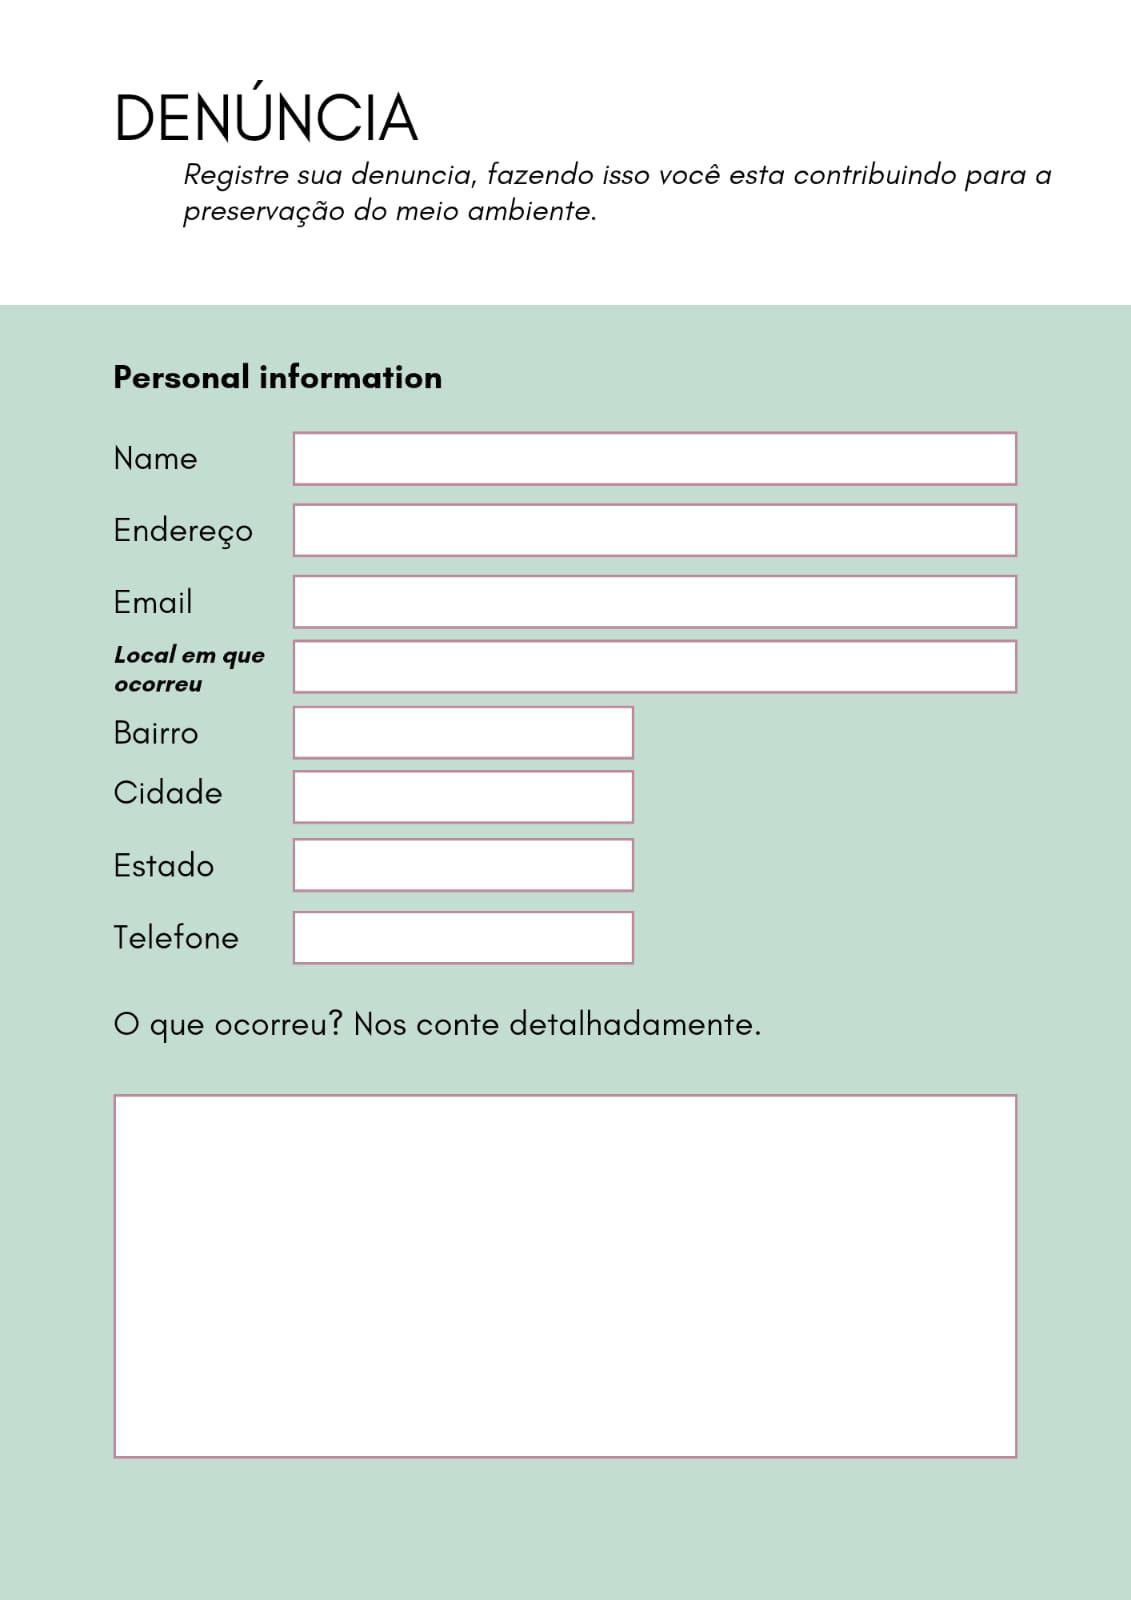 DENÚNCIA
Registre sua denuncia, fazendo isso você esta contribuindo para a
preservação do meio ambiente.
Personal information
Name
Endereço
Email
Local em que
ocorreu
Bairro
Cidade
Estado
Telefone
O que ocorreu? Nos conte detalhadamente.